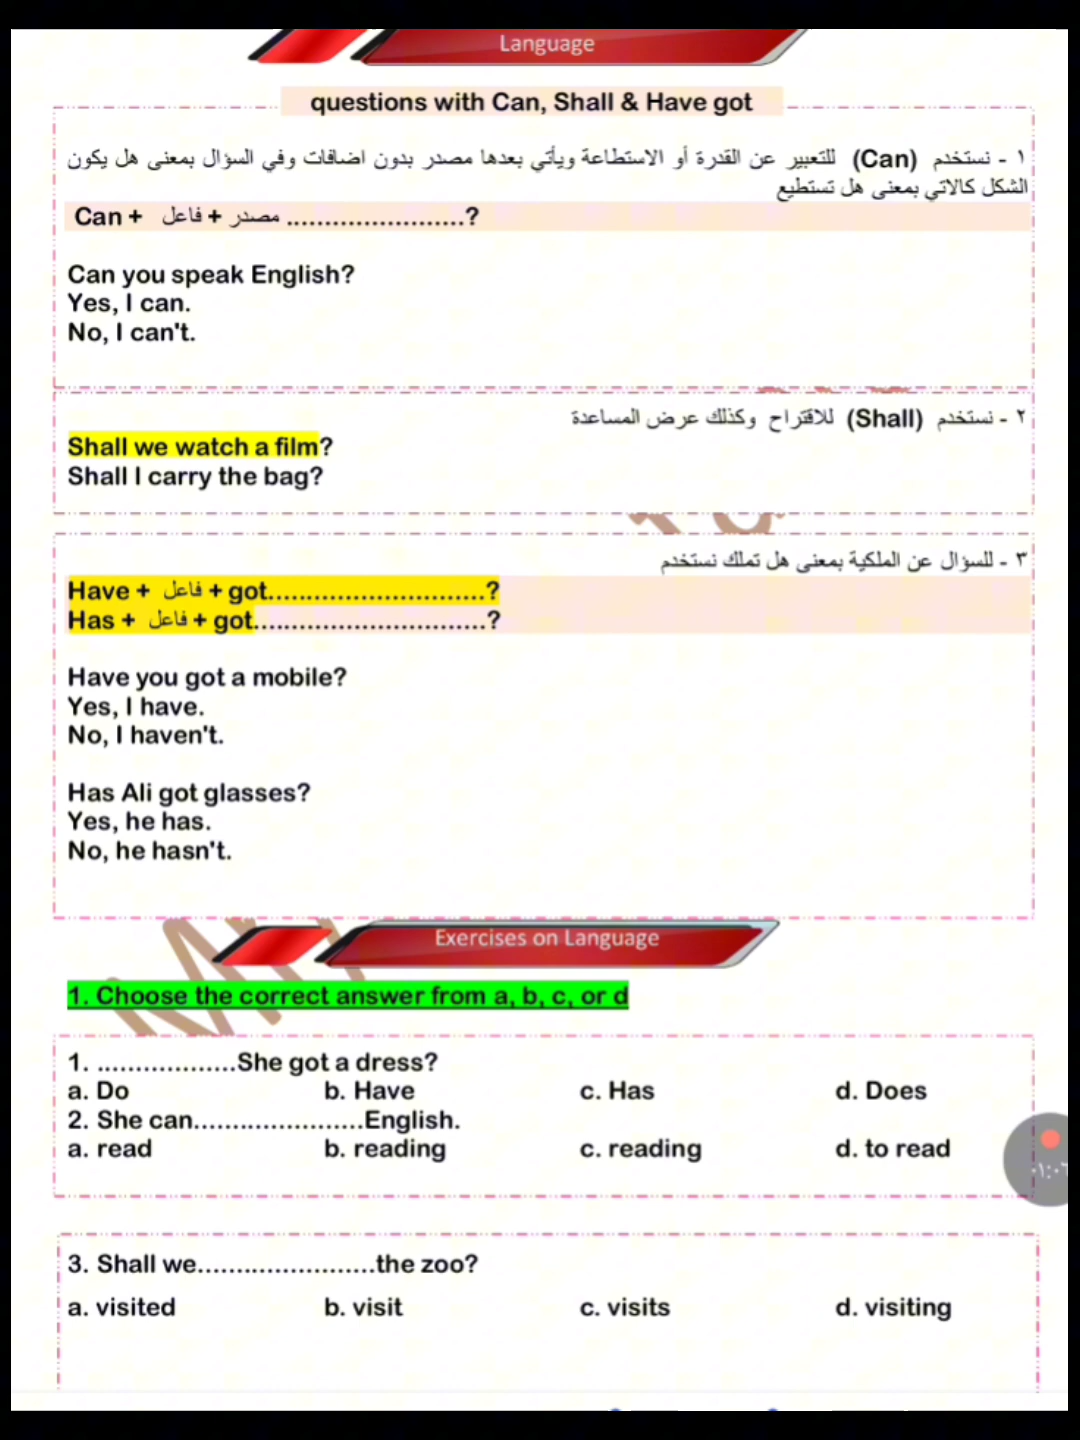 Language
questions with Can, Shall & Have got
١ - نستخدم (Can) للتعبير عن القدرة أو الاستطاعة ويأتي بعدها مصدر بدون اضافات وفي السؤال بمعنى هل يكون
الشكل كالاتي بمعنى هل تستطيع
Can + فاعل + مصدر .......................?
Can you speak English?
Yes, I can.
No, I can't.
٢ - نستخدم (Shall) للاقتراح وكذلك عرض المساعدة
Shall we watch a film?
Shall I carry the bag?
٣ - للسؤال عن الملكية بمعنى هل تملك نستخدم
Have + فاعل + got............................?
Has + فاعل + got..............................?
Have you got a mobile?
Yes, I have.
No, I haven't.
Has Ali got glasses?
Yes, he has.
No, he hasn't.
Exercises on Language
1. Choose the correct answer from a, b, c, or d
1. ..................She got a dress?
a. Do b. Have c. Has d. Does
2. She can......................English.
a. read b. reading c. reading d. to read
3. Shall we.......................the zoo?
a. visited b. visit c. visits d. visiting